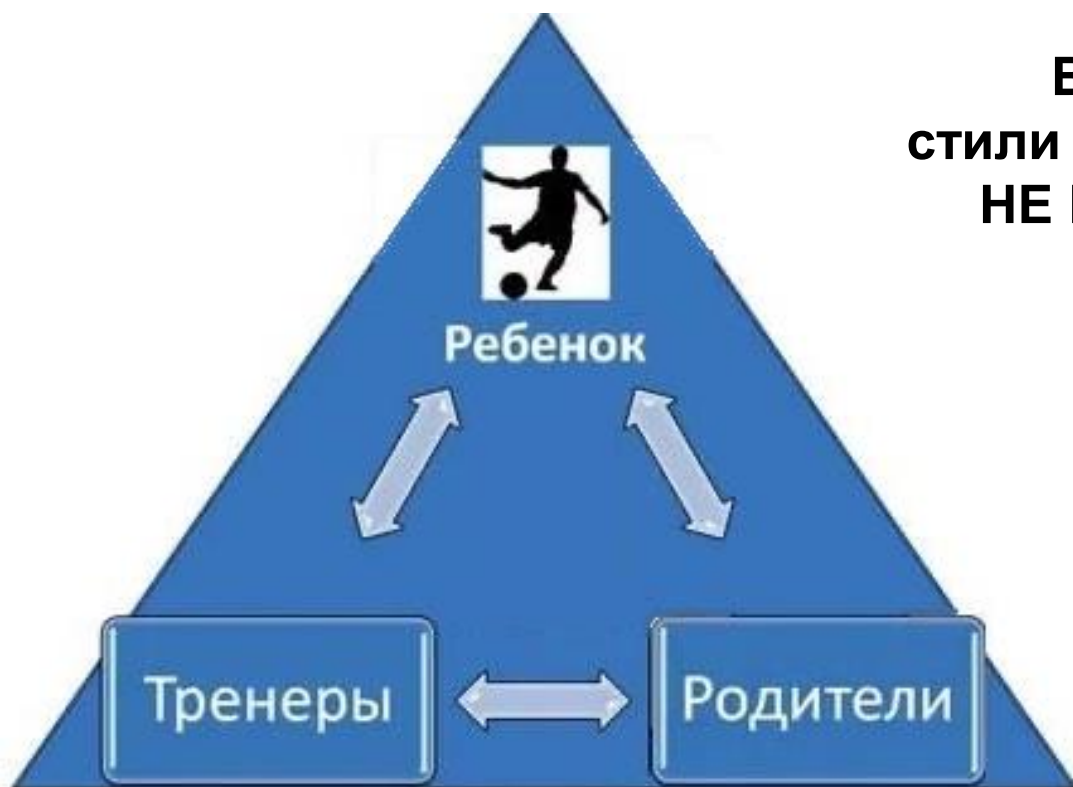 стили
НЕ
Ребенок
Тренеры
Родители